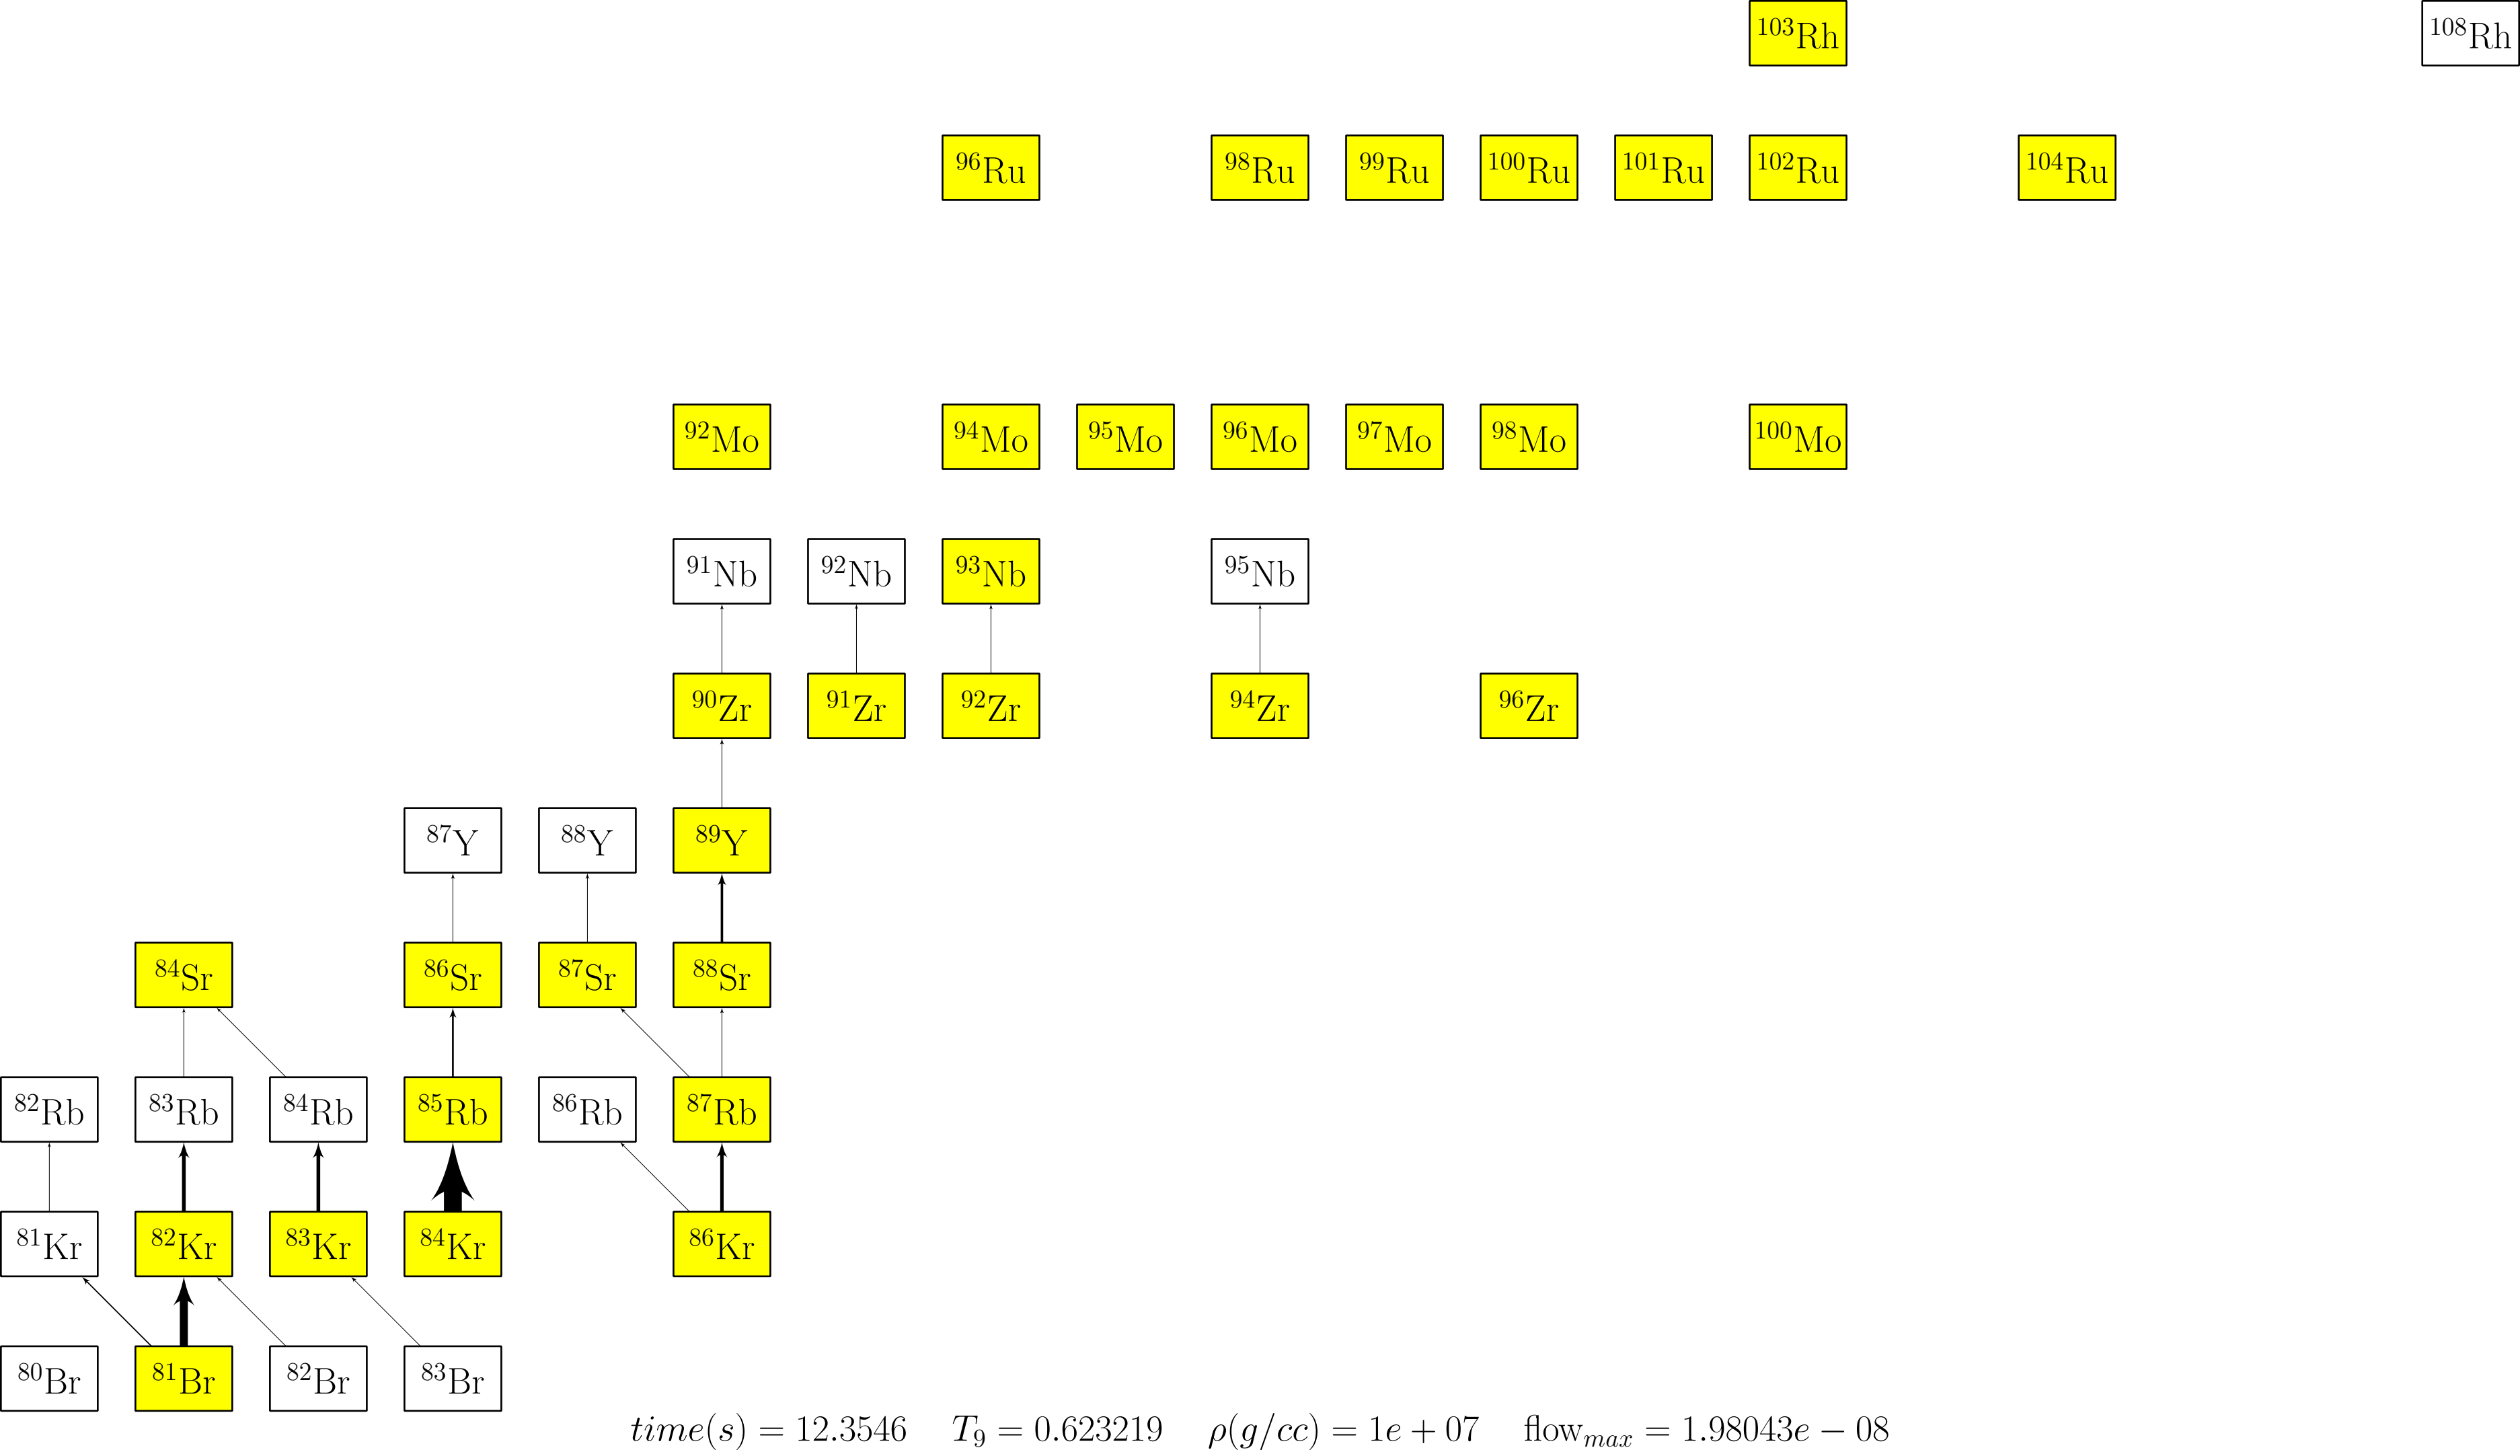 ¹⁰³Rh ¹⁰⁸Rh
⁹⁶Ru ⁹⁸Ru ⁹⁹Ru ¹⁰⁰Ru ¹⁰¹Ru ¹⁰²Ru ¹⁰⁴Ru
⁹²Mo ⁹⁴Mo ⁹⁵Mo ⁹⁶Mo ⁹⁷Mo ⁹⁸Mo ¹⁰⁰Mo
⁹¹Nb ⁹²Nb ⁹³Nb ⁹⁵Nb
⁹⁰Zr ⁹¹Zr ⁹²Zr ⁹⁴Zr ⁹⁶Zr
⁸⁷Y ⁸⁸Y ⁸⁹Y
⁸⁴Sr ⁸⁶Sr ⁸⁷Sr ⁸⁸Sr
⁸²Rb ⁸³Rb ⁸⁴Rb ⁸⁵Rb ⁸⁶Rb ⁸⁷Rb
⁸¹Kr ⁸²Kr ⁸³Kr ⁸⁴Kr ⁸⁶Kr
⁸⁰Br ⁸¹Br ⁸²Br ⁸³Br
time(s) = 12.3546 T₉ = 0.623219 ρ(g/cc) = 1e + 07 flowₘₐₓ = 1.98043e − 08